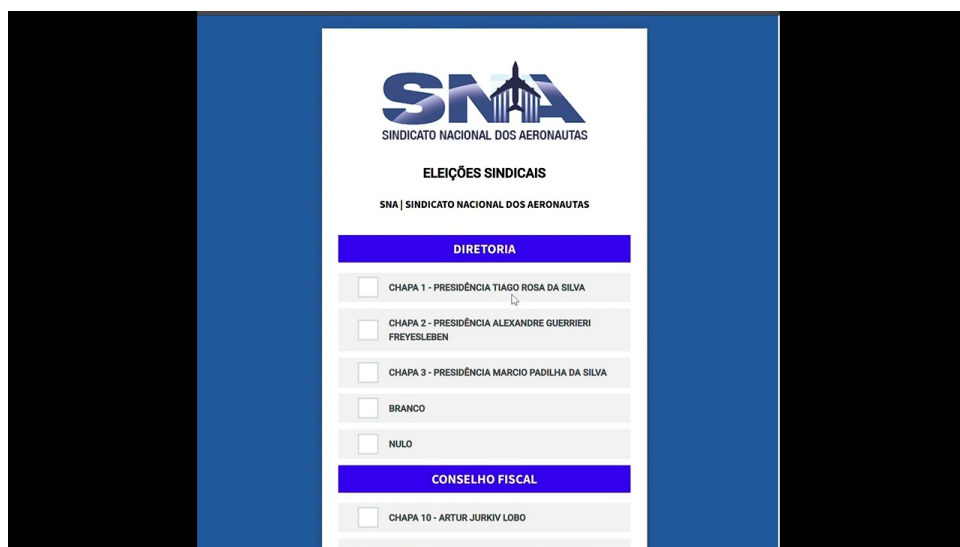 SNA
SINDICATO NACIONAL DOS AERONAUTAS
ELEIÇÕES SINDICAIS
SNA | SINDICATO NACIONAL DOS AERONAUTAS
DIRETORIA
CHAPA 1 - PRESIDÊNCIA TIAGO ROSA DA SILVA
CHAPA 2 - PRESIDÊNCIA ALEXANDRE GUERRIERI
FREYESLEBEN
CHAPA 3 - PRESIDÊNCIA MARCIO PADILHA DA SILVA
BRANCO
NULO
CONSELHO FISCAL
CHAPA 10 - ARTUR JURKIV LOBO